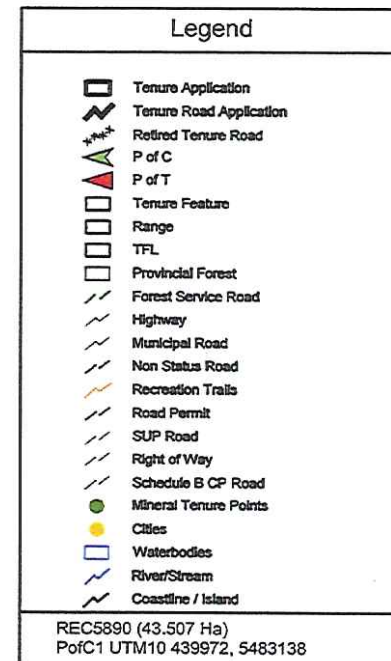 Legend
Tenure Application
Tenure Road Application
Retired Tenure Road
P of C
P of T
Tenure Feature
Range
TFL
Provincial Forest
Forest Service Road
Highway
Municipal Road
Non Status Road
Recreation Trails
Road Permit
SUP Road
Right of Way
Schedule B CP Road
Mineral Tenure Points
Cities
Waterbodies
River/Stream
Coastline / Island
REC5890 (43.507 Ha)
PofC1 UTM10 439972, 5483138